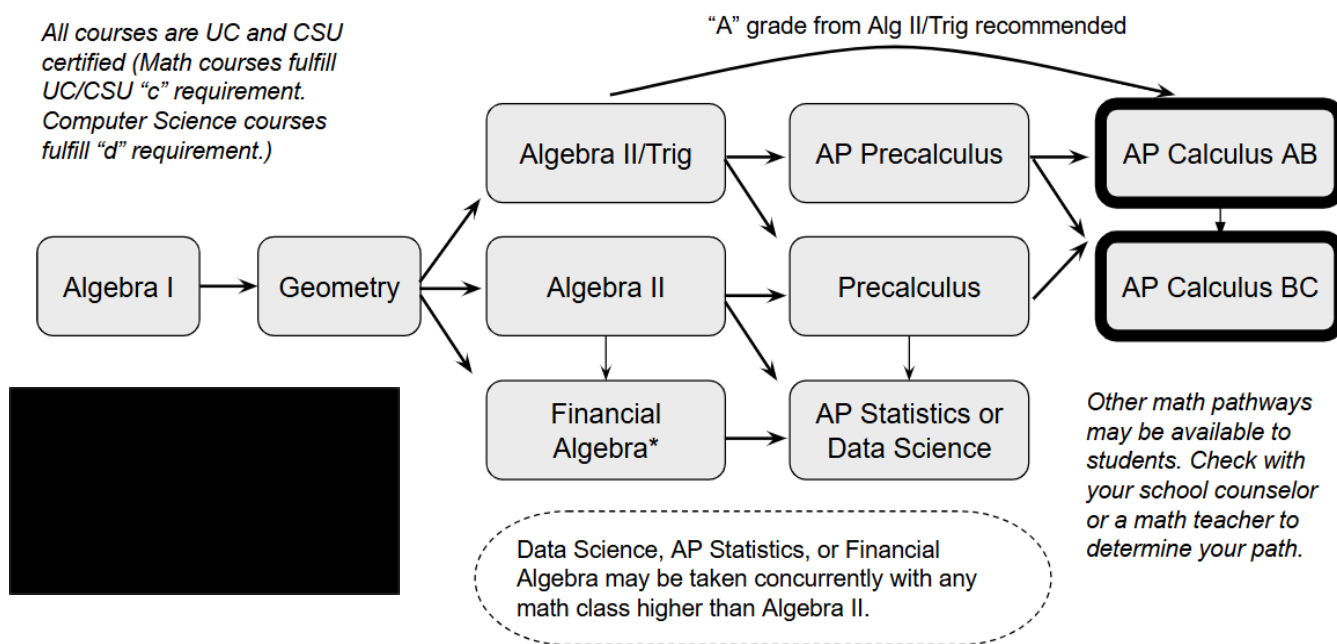 All courses are UC and CSU
certified (Math courses fulfill
UC/CSU “c” requirement.
Computer Science courses
fulfill “d” requirement.)
“A” grade from Alg II/Trig recommended
Algebra II/Trig
AP Precalculus
AP Calculus AB
Algebra I
Geometry
Algebra II
Precalculus
AP Calculus BC
Financial
Algebra*
AP Statistics or
Data Science
Other math pathways
may be available to
students. Check with
your school counselor
or a math teacher to
determine your path.
Data Science, AP Statistics, or Financial
Algebra may be taken concurrently with any
math class higher than Algebra II.